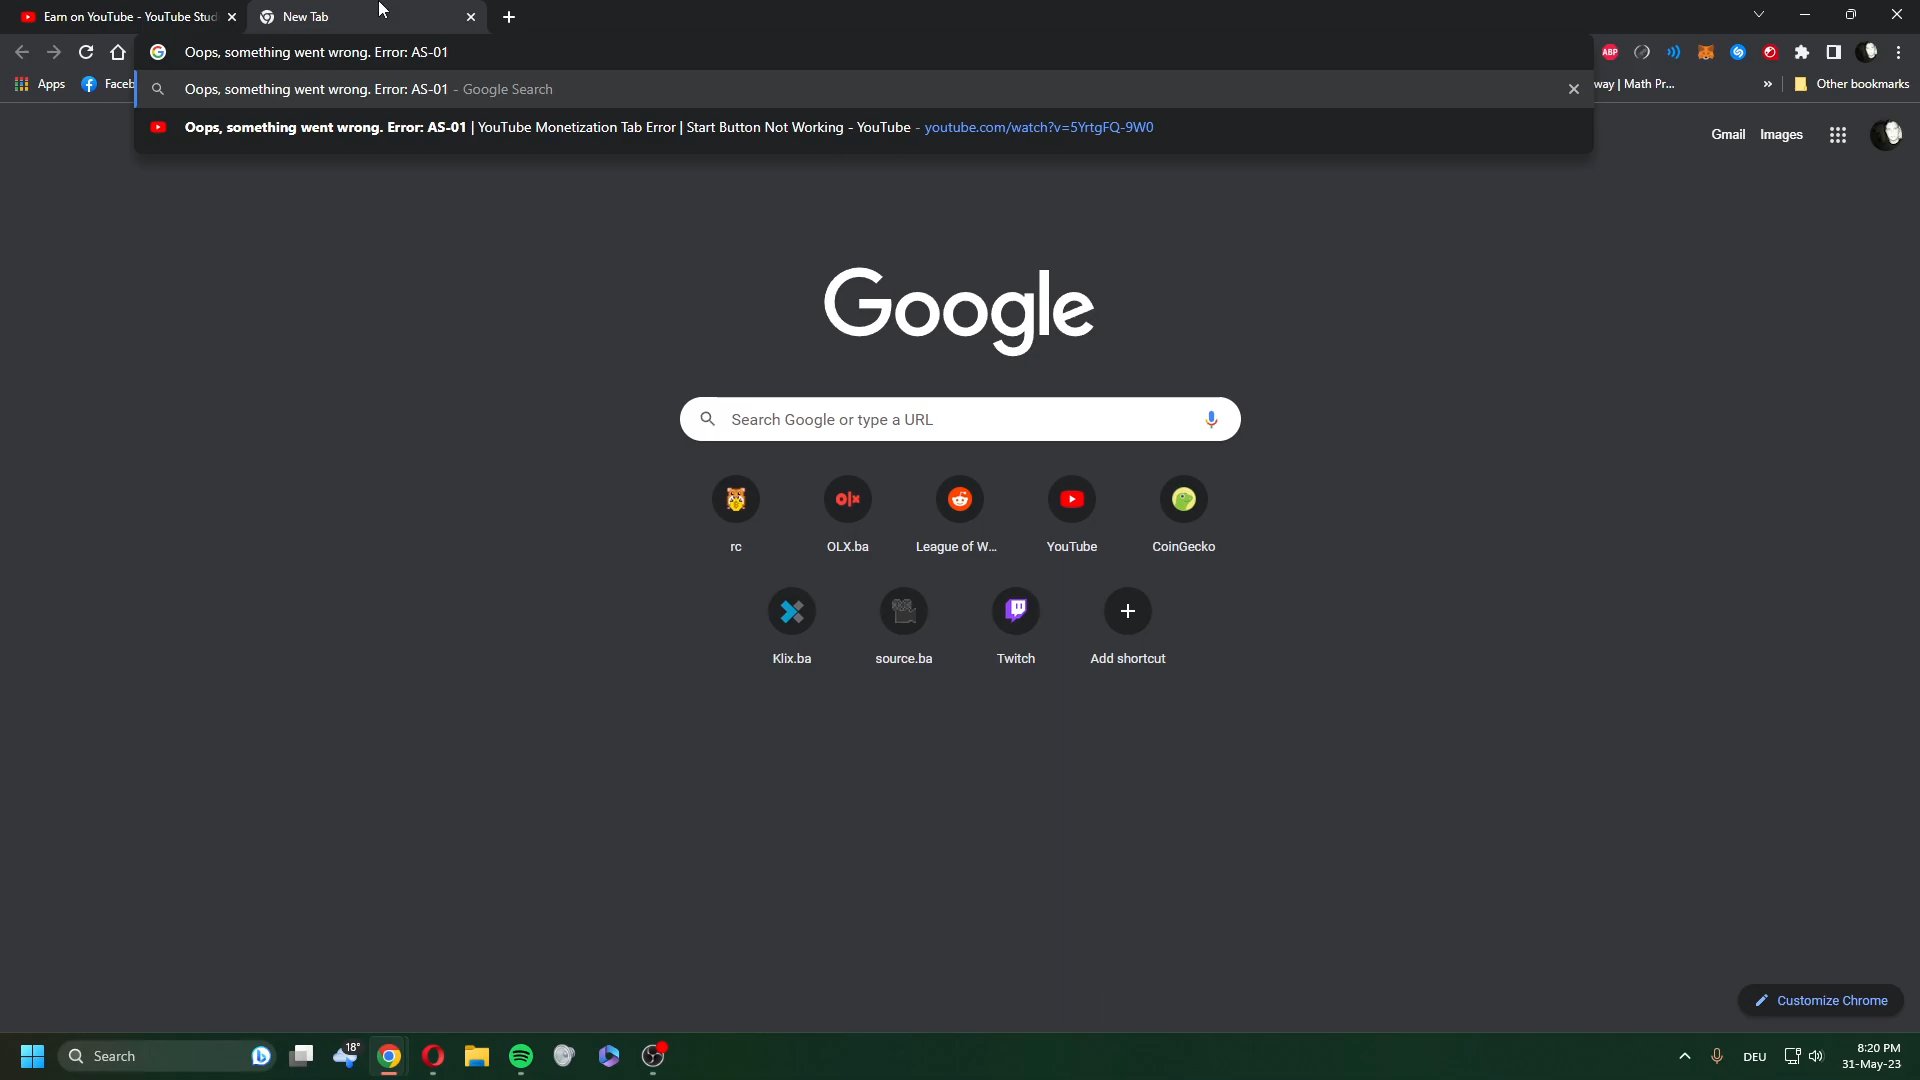 Earn on YouTube - YouTube Stud
New Tab
Oops, something went wrong. Error: AS-01
ABP
Apps
Faceb
Oops, something went wrong. Error: AS-01 - Google Search
way | Math Pr...
Other bookmarks
Oops, something went wrong. Error: AS-01 | YouTube Monetization Tab Error | Start Button Not Working - YouTube - youtube.com/watch?v=5YrtgFQ-9W0
Gmail
Images
Google
Search Google or type a URL
olx
rc
OLX.ba
League of W...
YouTube
CoinGecko
Klix.ba
source.ba
Twitch
Add shortcut
Customize Chrome
Search
18°
DEU
8:20 PM
31-May-23